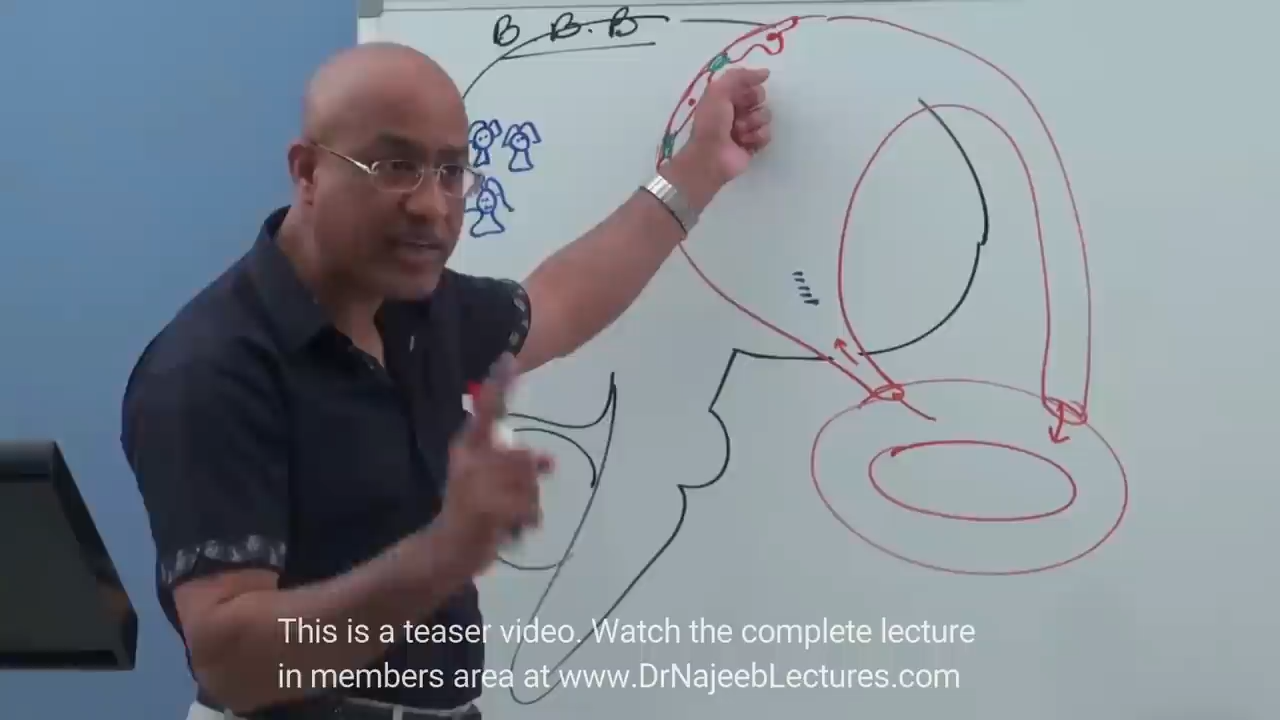 B B.B
This is a teaser video. Watch the complete lecture
in members area at www.DrNajeebLectures.com